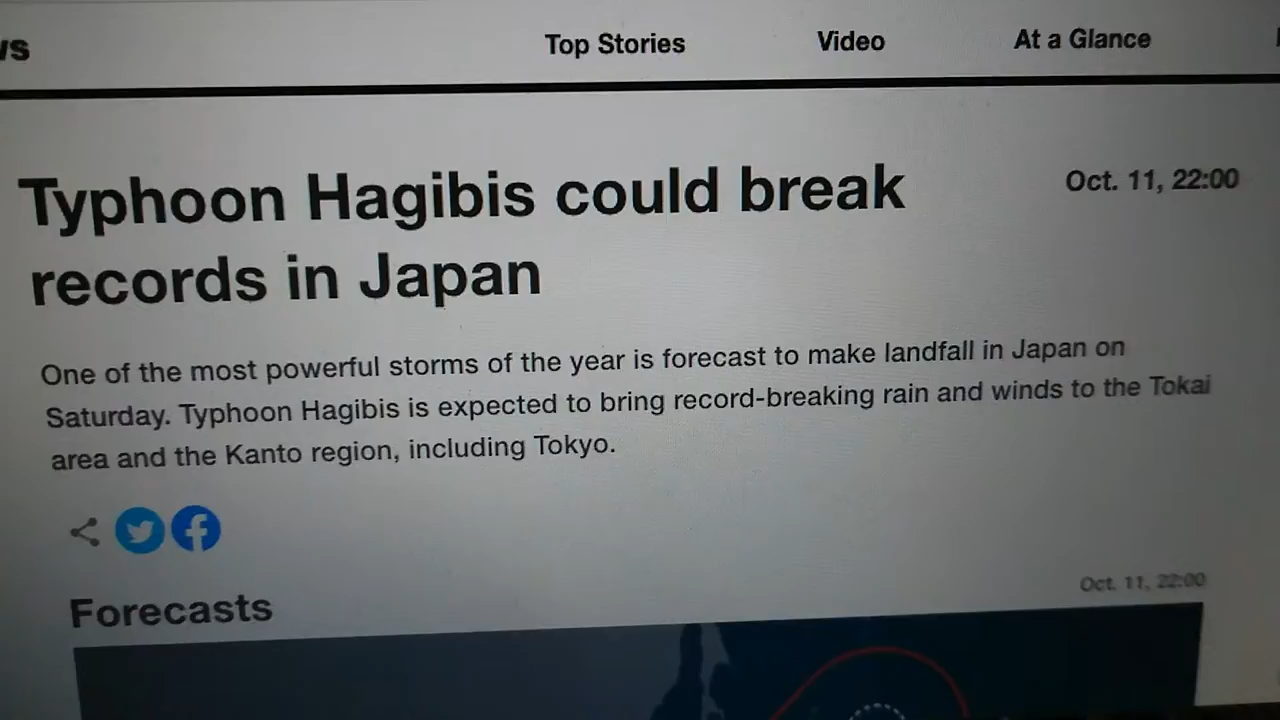 Top Stories Video At a Glance
Typhoon Hagibis could break
records in Japan
Oct. 11, 22:00
One of the most powerful storms of the year is forecast to make landfall in Japan on
Saturday. Typhoon Hagibis is expected to bring record-breaking rain and winds to the Tokai
area and the Kanto region, including Tokyo.
Forecasts
Oct. 11, 22:00